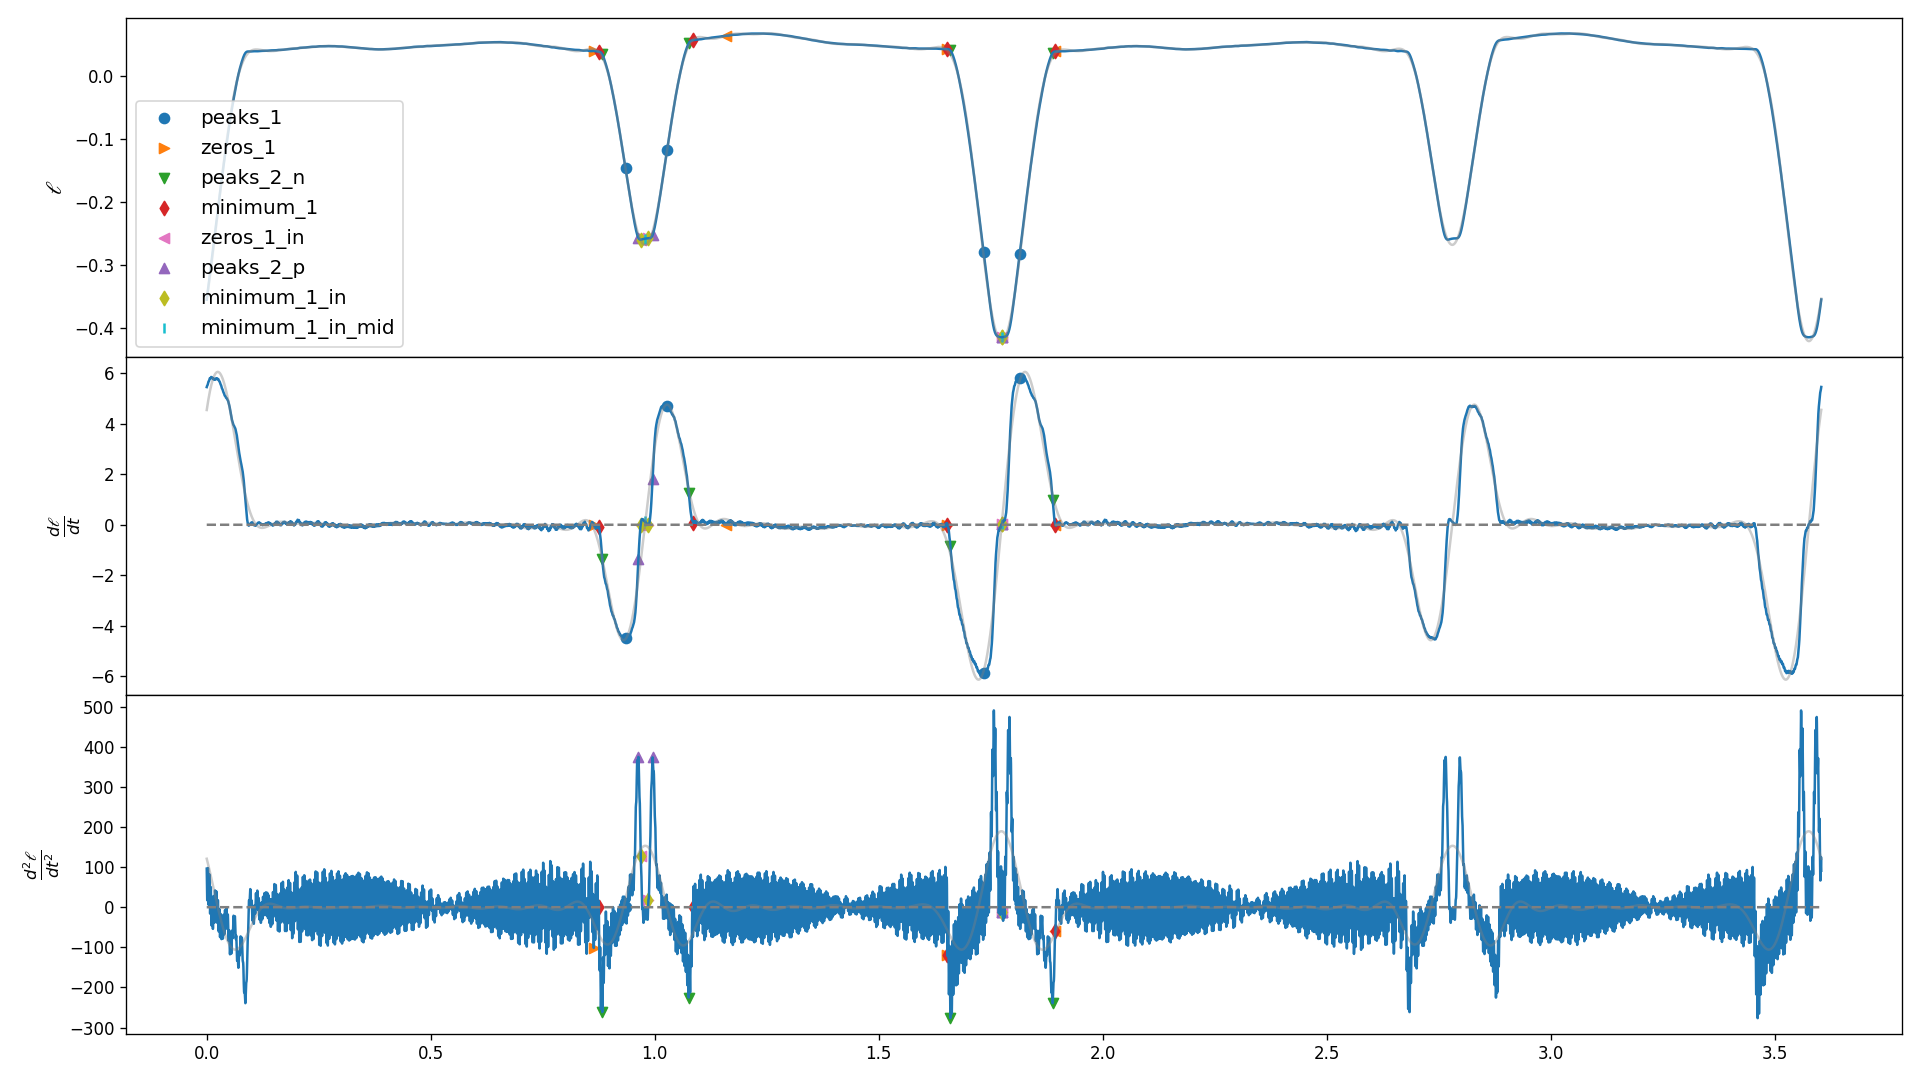 0.0
−0.1
−0.2
−0.3
−0.4
ℓ
peaks_1
zeros_1
peaks_2_n
minimum_1
zeros_1_in
peaks_2_p
minimum_1_in
minimum_1_in_mid
6
4
2
0
−2
−4
−6
dℓ
dt
500
400
300
200
100
0
−100
−200
−300
d²ℓ
dt²
0.0 0.5 1.0 1.5 2.0 2.5 3.0 3.5